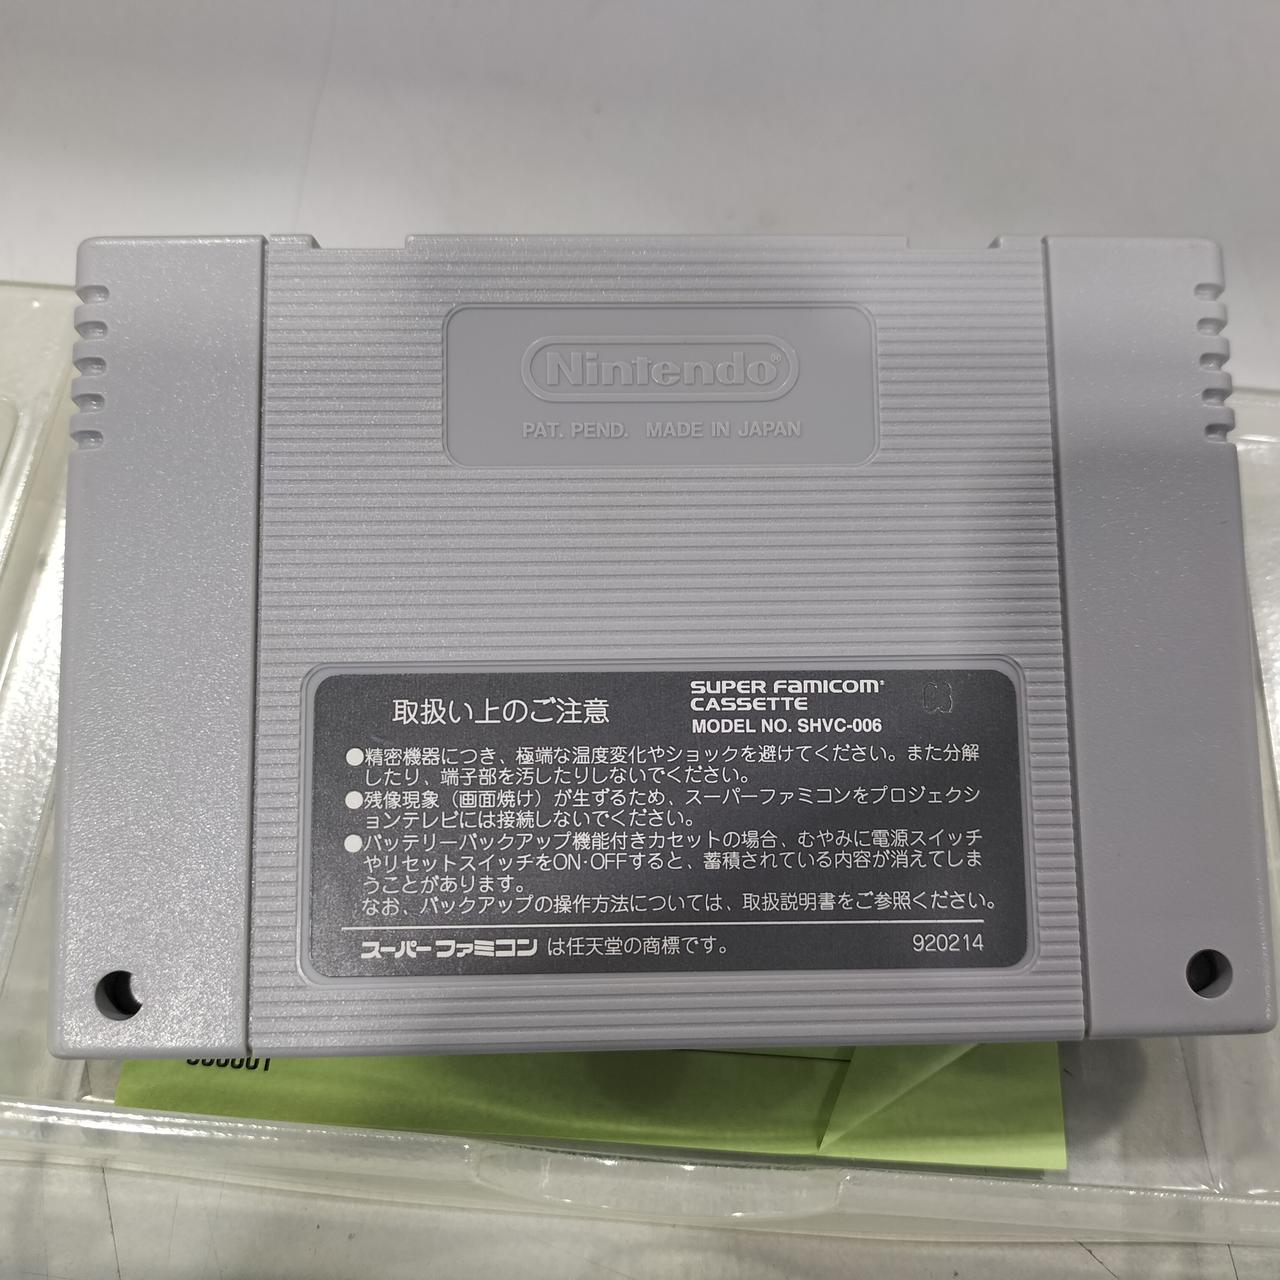 Nintendo®
PAT. PEND. MADE IN JAPAN
取扱い上のご注意
SUPER FAMICOM®
CASSETTE
MODEL NO. SHVC-006
●精密機器につき、極端な温度変化やショックを避けてください。また分解
したり、端子部を汚したりしないでください。
●残像現象（画面焼け）が生ずるため、スーパーファミコンをプロジェクシ
ョンテレビには接続しないでください。
●バッテリーバックアップ機能付きカセットの場合、むやみに電源スイッチ
やリセットスイッチをON·OFFすると、蓄積されている内容が消えてしま
うことがあります。
なお、バックアップの操作方法については、取扱説明書をご参照ください。
スーパーファミコン は任天堂の商標です。
920214